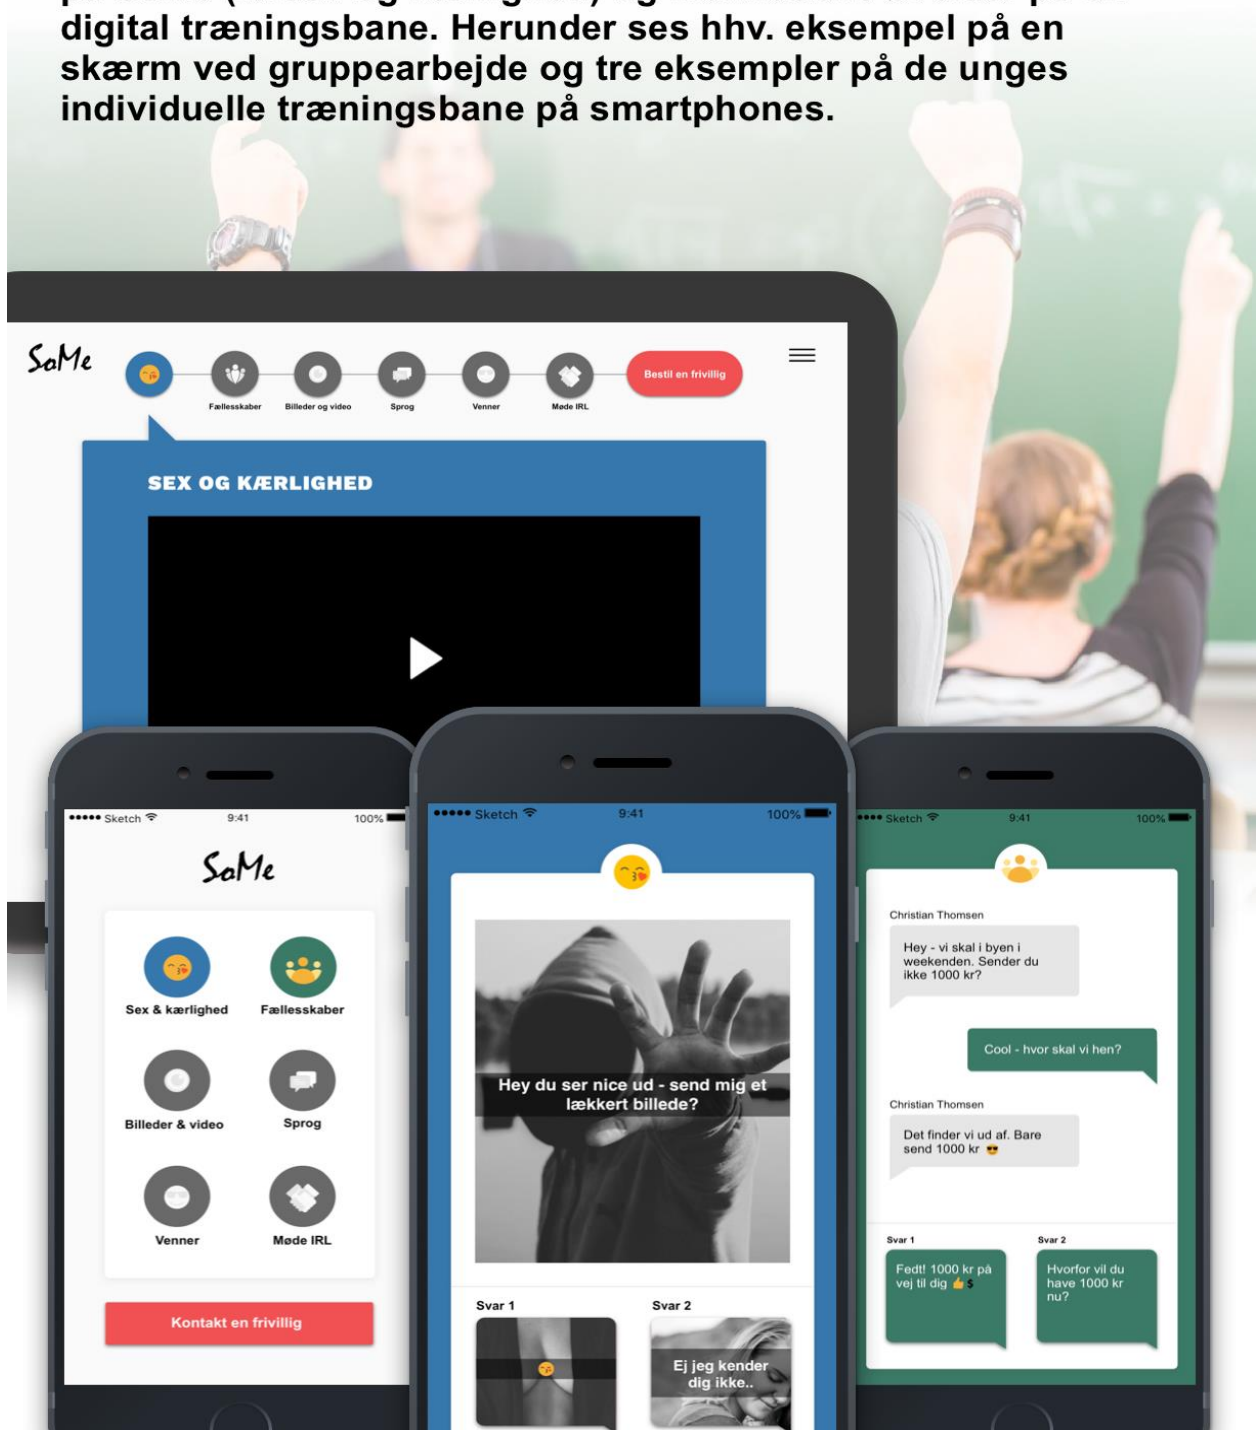 digital træningsbane. Herunder ses hhv. eksempel på en
skærm ved gruppearbejde og tre eksempler på de unges
individuelle træningsbane på smartphones.
SoMe
Fællesskaber
Billeder og video
Sprog
Venner
Møde IRL
Bestil en frivillig
SEX OG KÆRLIGHED
Sketch 9:41 100%
SoMe
Sex & kærlighed
Fællesskaber
Billeder & video
Sprog
Venner
Møde IRL
Kontakt en frivillig
Sketch 9:41 100%
Hey du ser nice ud - send mig et
lækkert billede?
Svar 1
Svar 2
Ej jeg kender
dig ikke..
Sketch 9:41 100%
Christian Thomsen
Hey - vi skal i byen i
weekenden. Sender du
ikke 1000 kr?
Cool - hvor skal vi hen?
Christian Thomsen
Det finder vi ud af. Bare
send 1000 kr 😎
Svar 1
Fedt! 1000 kr på
vej til dig 👍💲
Svar 2
Hvorfor vil du
have 1000 kr
nu?